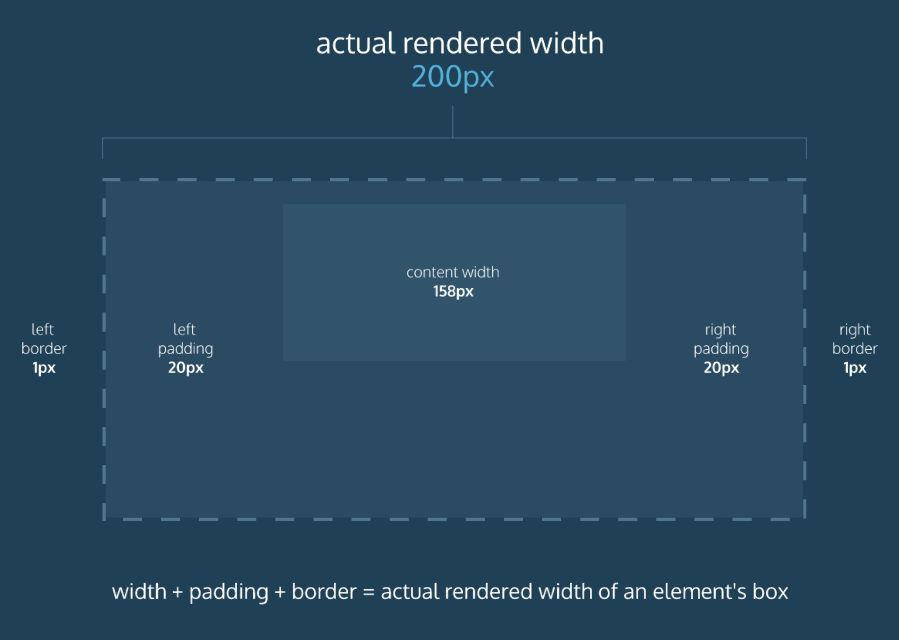 actual rendered width
200px
content width
158px
left
border
1px
left
padding
20px
right
padding
20px
right
border
1px
width + padding + border = actual rendered width of an element's box